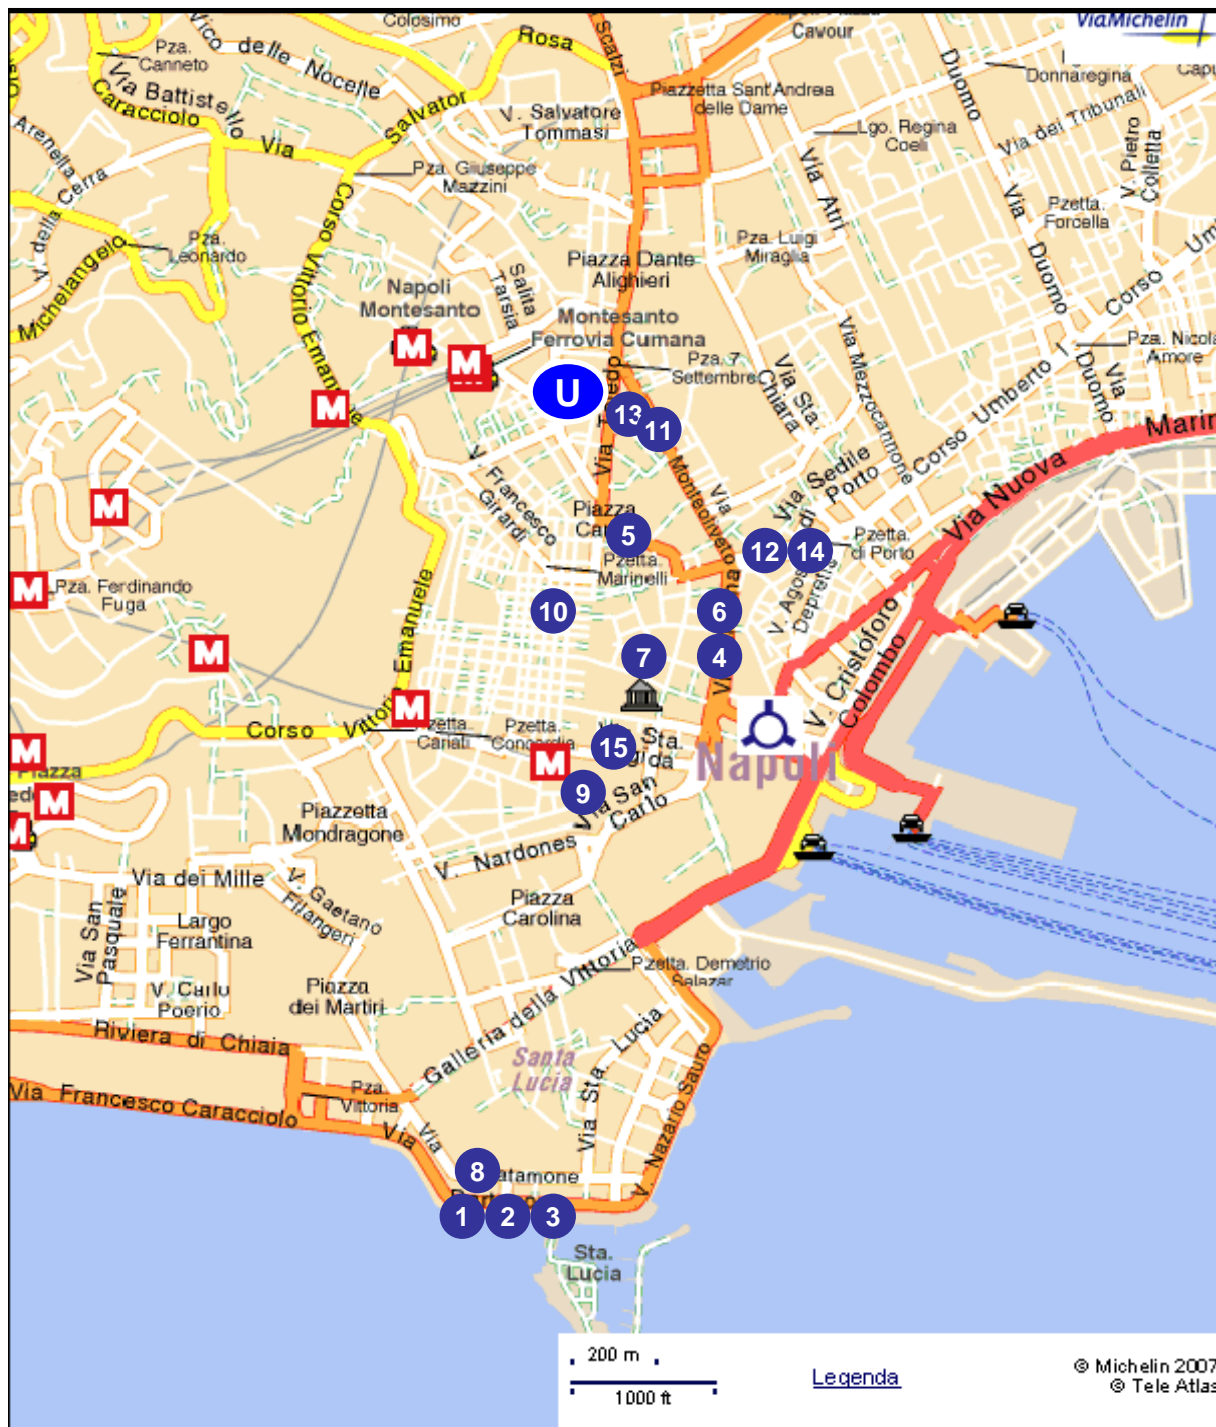 Colosimo
Rosa
Scalzi
Cavour
ViaMichelin
Pza.
Canneto
Vico delle Nocelle
Via Battistello
Caracciolo
Salvator
V. Salvatore
Tommasi
Piazzetta Sant'Andrea
delle Dame
Duomo
Donnaregina
Via dei Tribunali
Lgo. Regina
Coeli
V. Pietro
Colletta
Arenella
V. della Cerra
Via
Pza. Giuseppe
Mazzini
Via Atri
Via
Duomo
Pzetta.
Forcella
Pza.
Leonardo
Michelangelo
Corso Vittorio Emanuele
Salita
Tarsia
Piazza Dante
Alighieri
Pza. Luigi
Miraglia
Corso
Napoli
Montesanto
Montesanto
Ferrovia Cumana
Pza. 7
Settembre
Via Sta.
Chiara
Via Mezzocannone
Corso Umberto I
Pza. Nicola
Amore
Via
Duomo
M
M
M
U
13
11
Via
Monteoliveto
V. Francesco
Girardi
Via Sedile
di Porto
Via Nuova
M
Piazza
5
Pzetta.
Marinelli
Via
12
14
Pzetta.
di Porto
M
Pza. Ferdinando
Fuga
10
6
V. Cristoforo
Colombo
M
7
4
Corso
Vittorio Emanuele
M
Pzetta.
Cariati
Pzetta.
Concordia
15
Sta.
Napoli
M
Piazza
M
M
M
9
Via San
Carlo
Piazzetta
Mondragone
V. Nardones
Via dei Mille
V. Gaetano
Filangeri
Piazza
Carolina
Via San
Pasquale
Largo
Ferrantina
V. Carlo
Poerio
Piazza
dei Martiri
Pzetta. Demetrio
Salazar
Riviera di Chiaia
Galleria della Vittoria
Santa
Lucia
Via Sta. Lucia
V. Nazario Sauro
Via Francesco Caracciolo
Pza.
Vittoria
Via
Via
8
1
2
3
Sta.
Lucia
200 m
1000 ft
Legenda
© Michelin 2007
© Tele Atlas